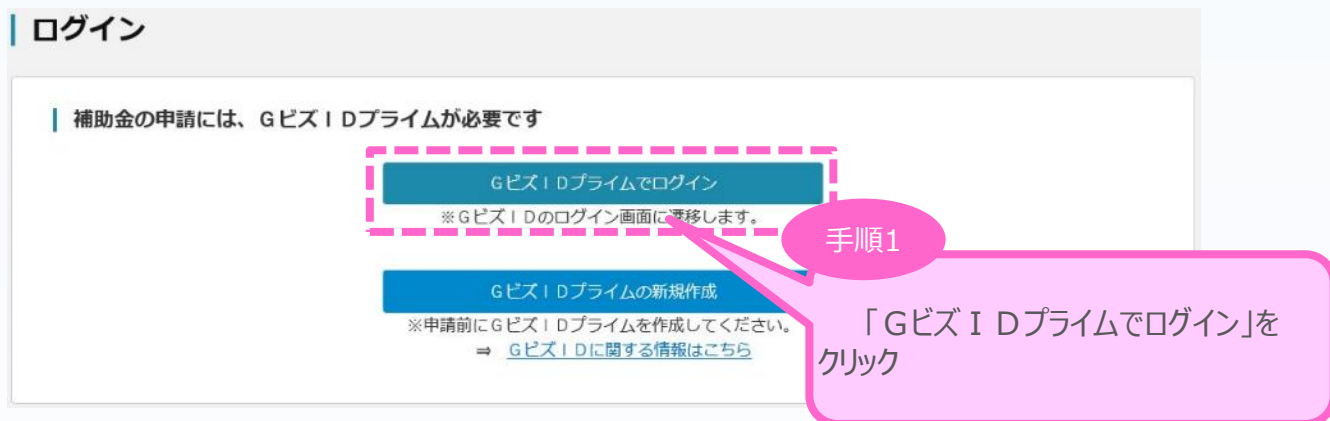 ログイン
補助金の申請には、GビズIDプライムが必要です
GビズIDプライムでログイン
※GビズIDのログイン画面に遷移します。
手順1
「GビズIDプライムでログイン」を
クリック
GビズIDプライムの新規作成
※申請前にGビズIDプライムを作成してください。
⇒ GビズIDに関する情報はこちら